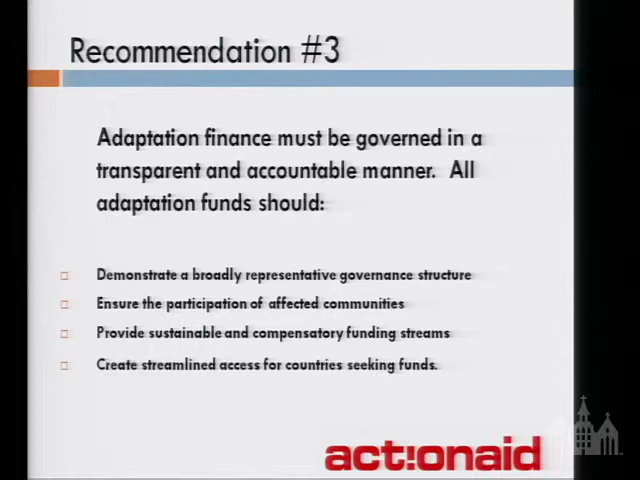 Recommendation #3
Adaptation finance must be governed in a
transparent and accountable manner.  All
adaptation funds should:
Demonstrate a broadly representative governance structure
Ensure the participation of affected communities
Provide sustainable and compensatory funding streams
Create streamlined access for countries seeking funds.
act!onaid